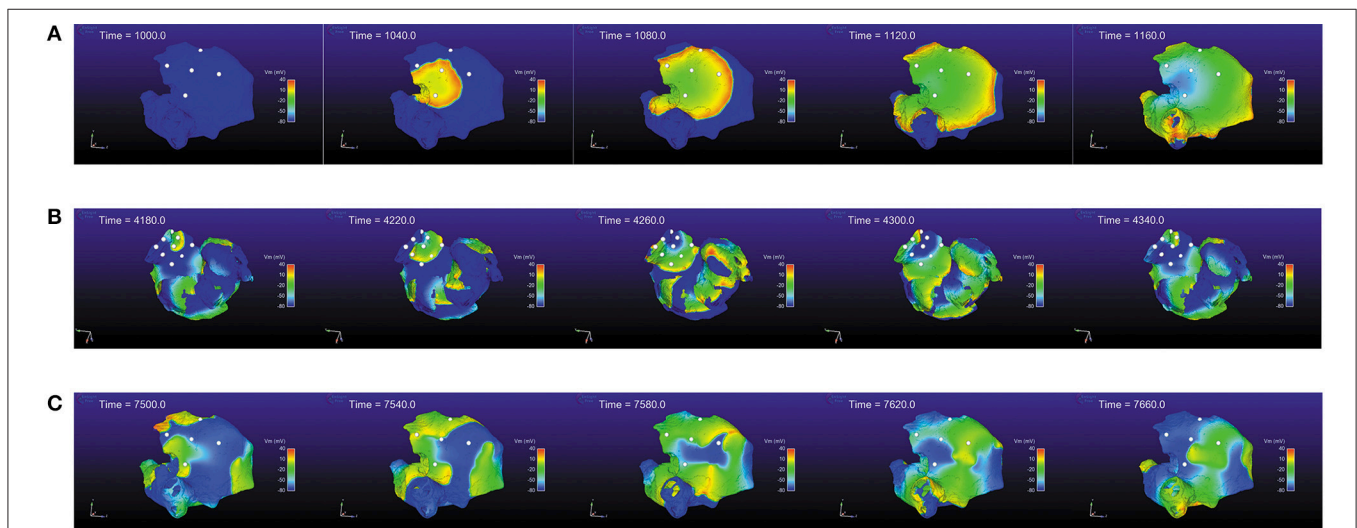 A
Time = 1000.0
Vm (mV)
40
10
-20
-50
-80
Time = 1040.0
Vm (mV)
40
10
-20
-50
-80
Time = 1080.0
Vm (mV)
40
10
-20
-50
-80
Time = 1120.0
Vm (mV)
40
10
-20
-50
-80
Time = 1160.0
Vm (mV)
40
10
-20
-50
-80
B
Time = 4180.0
Vm (mV)
40
10
-20
-50
-80
Time = 4220.0
Vm (mV)
40
10
-20
-50
-80
Time = 4260.0
Vm (mV)
40
10
-20
-50
-80
Time = 4300.0
Vm (mV)
40
10
-20
-50
-80
Time = 4340.0
Vm (mV)
40
10
-20
-50
-80
C
Time = 7500.0
Vm (mV)
40
10
-20
-50
-80
Time = 7540.0
Vm (mV)
40
10
-20
-50
-80
Time = 7580.0
Vm (mV)
40
10
-20
-50
-80
Time = 7620.0
Vm (mV)
40
10
-20
-50
-80
Time = 7660.0
Vm (mV)
40
10
-20
-50
-80